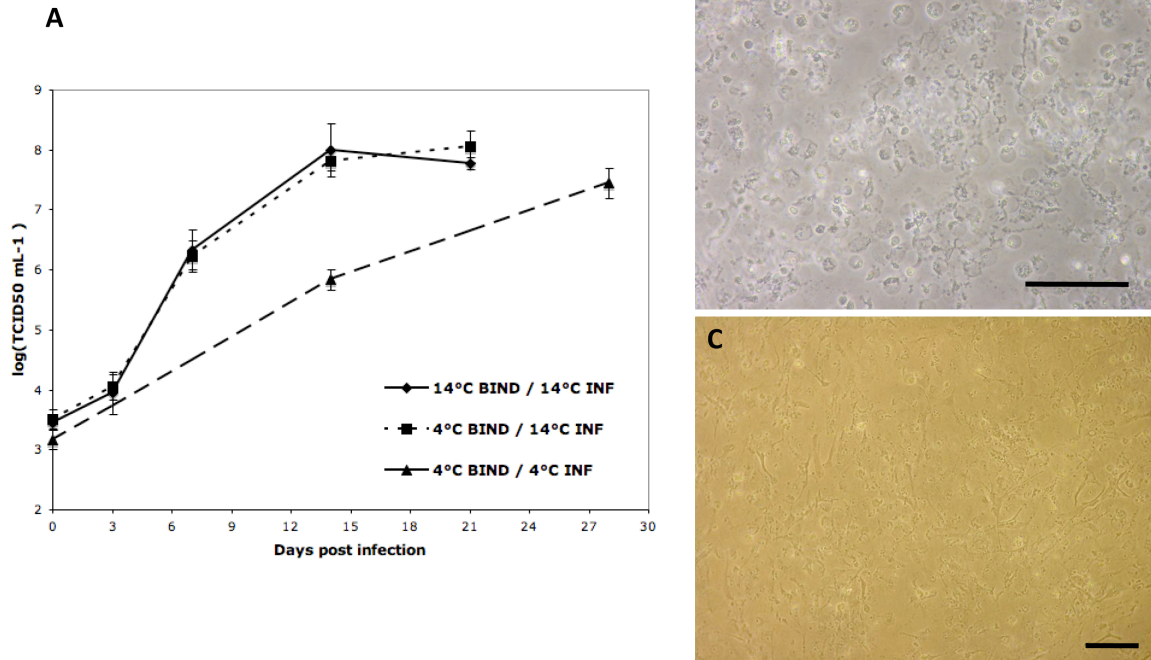 A
9
8
7
6
5
4
3
2
log(TCID50 mL-1 )
0 3 6 9 12 15 18 21 24 27 30
Days post infection
14°C BIND / 14°C INF
4°C BIND / 14°C INF
4°C BIND / 4°C INF
C